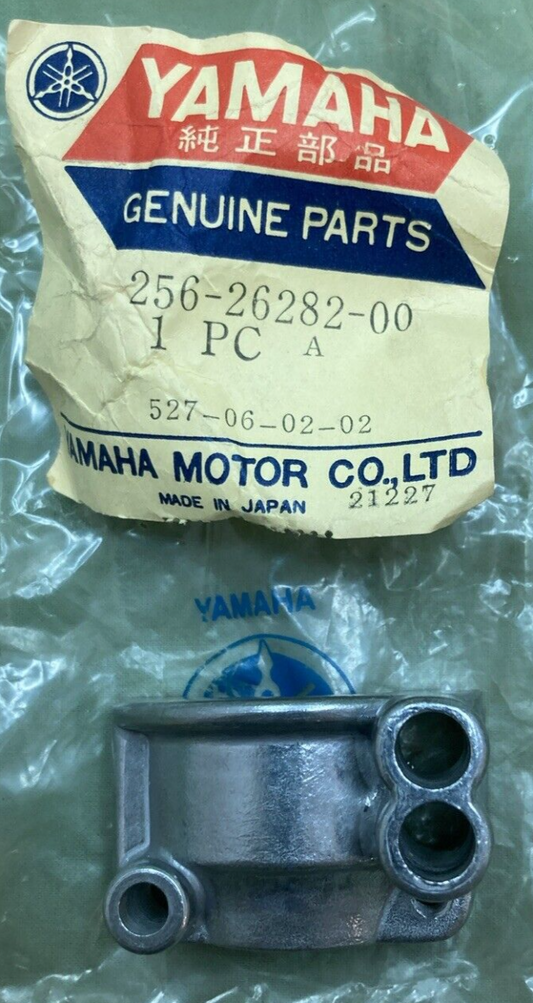 YAMAHA
純正部品
GENUINE PARTS
256-26282-00
1 PC A
527-06-02-02
YAMAHA MOTOR CO.,LTD
MADE IN JAPAN 21227
YAMAHA